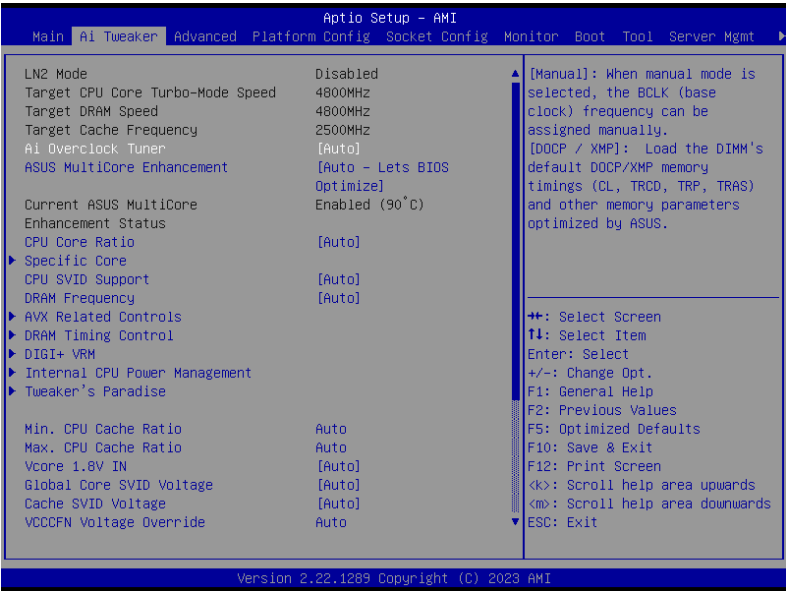 Aptio Setup - AMI
Main Ai Tweaker Advanced Platform Config Socket Config Monitor Boot Tool Server Mgmt
LN2 Mode Disabled
Target CPU Core Turbo-Mode Speed 4800MHz
Target DRAM Speed 4800MHz
Target Cache Frequency 2500MHz
Ai Overclock Tuner [Auto]
ASUS MultiCore Enhancement [Auto - Lets BIOS
Optimize]
Current ASUS MultiCore Enabled (90°C)
Enhancement Status
CPU Core Ratio [Auto]
Specific Core
CPU SVID Support [Auto]
DRAM Frequency [Auto]
AVX Related Controls
DRAM Timing Control
DIGI+ VRM
Internal CPU Power Management
Tweaker's Paradise
Min. CPU Cache Ratio Auto
Max. CPU Cache Ratio Auto
Vcore 1.8V IN [Auto]
Global Core SVID Voltage [Auto]
Cache SVID Voltage [Auto]
VCCCFN Voltage Override Auto
[Manual]: When manual mode is
selected, the BCLK (base
clock) frequency can be
assigned manually.
[DOCP / XMP]: Load the DIMM's
default DOCP/XMP memory
timings (CL, TRCD, TRP, TRAS)
and other memory parameters
optimized by ASUS.
→←: Select Screen
↑↓: Select Item
Enter: Select
+/-: Change Opt.
F1: General Help
F2: Previous Values
F5: Optimized Defaults
F10: Save & Exit
F12: Print Screen
<k>: Scroll help area upwards
<m>: Scroll help area downwards
ESC: Exit
Version 2.22.1289 Copyright (C) 2023 AMI